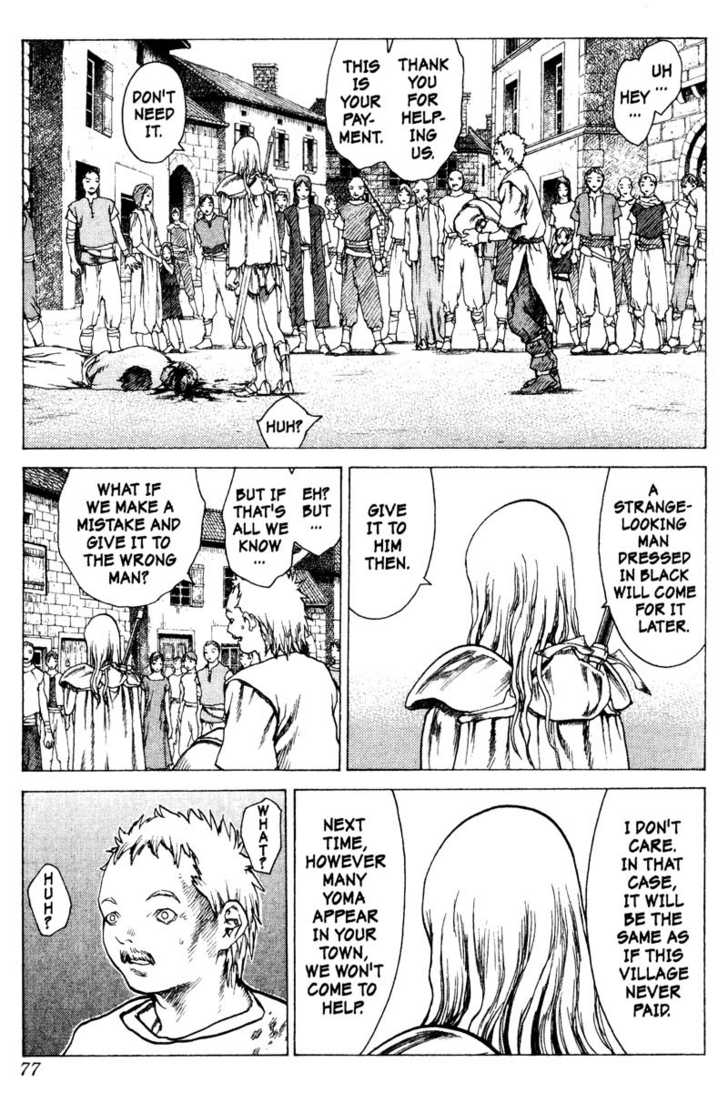 UH
...
HEY
...
THANK
YOU
FOR
HELP-
ING
US.
THIS
IS
YOUR
PAY-
MENT.
DON'T
NEED
IT.
HUH?
A
STRANGE-
LOOKING
MAN
DRESSED
IN BLACK
WILL COME
FOR IT
LATER.
GIVE
IT TO
HIM
THEN.
EH?
BUT
...
BUT IF
THAT'S
ALL WE
KNOW
...
WHAT IF
WE MAKE A
MISTAKE AND
GIVE IT TO
THE WRONG
MAN?
I DON'T
CARE.
IN THAT
CASE,
IT WILL
BE THE
SAME AS
IF THIS
VILLAGE
NEVER
PAID.
NEXT
TIME,
HOWEVER
MANY
YOMA
APPEAR
IN YOUR
TOWN,
WE WON'T
COME TO
HELP.
WHAT?
HUH?
77